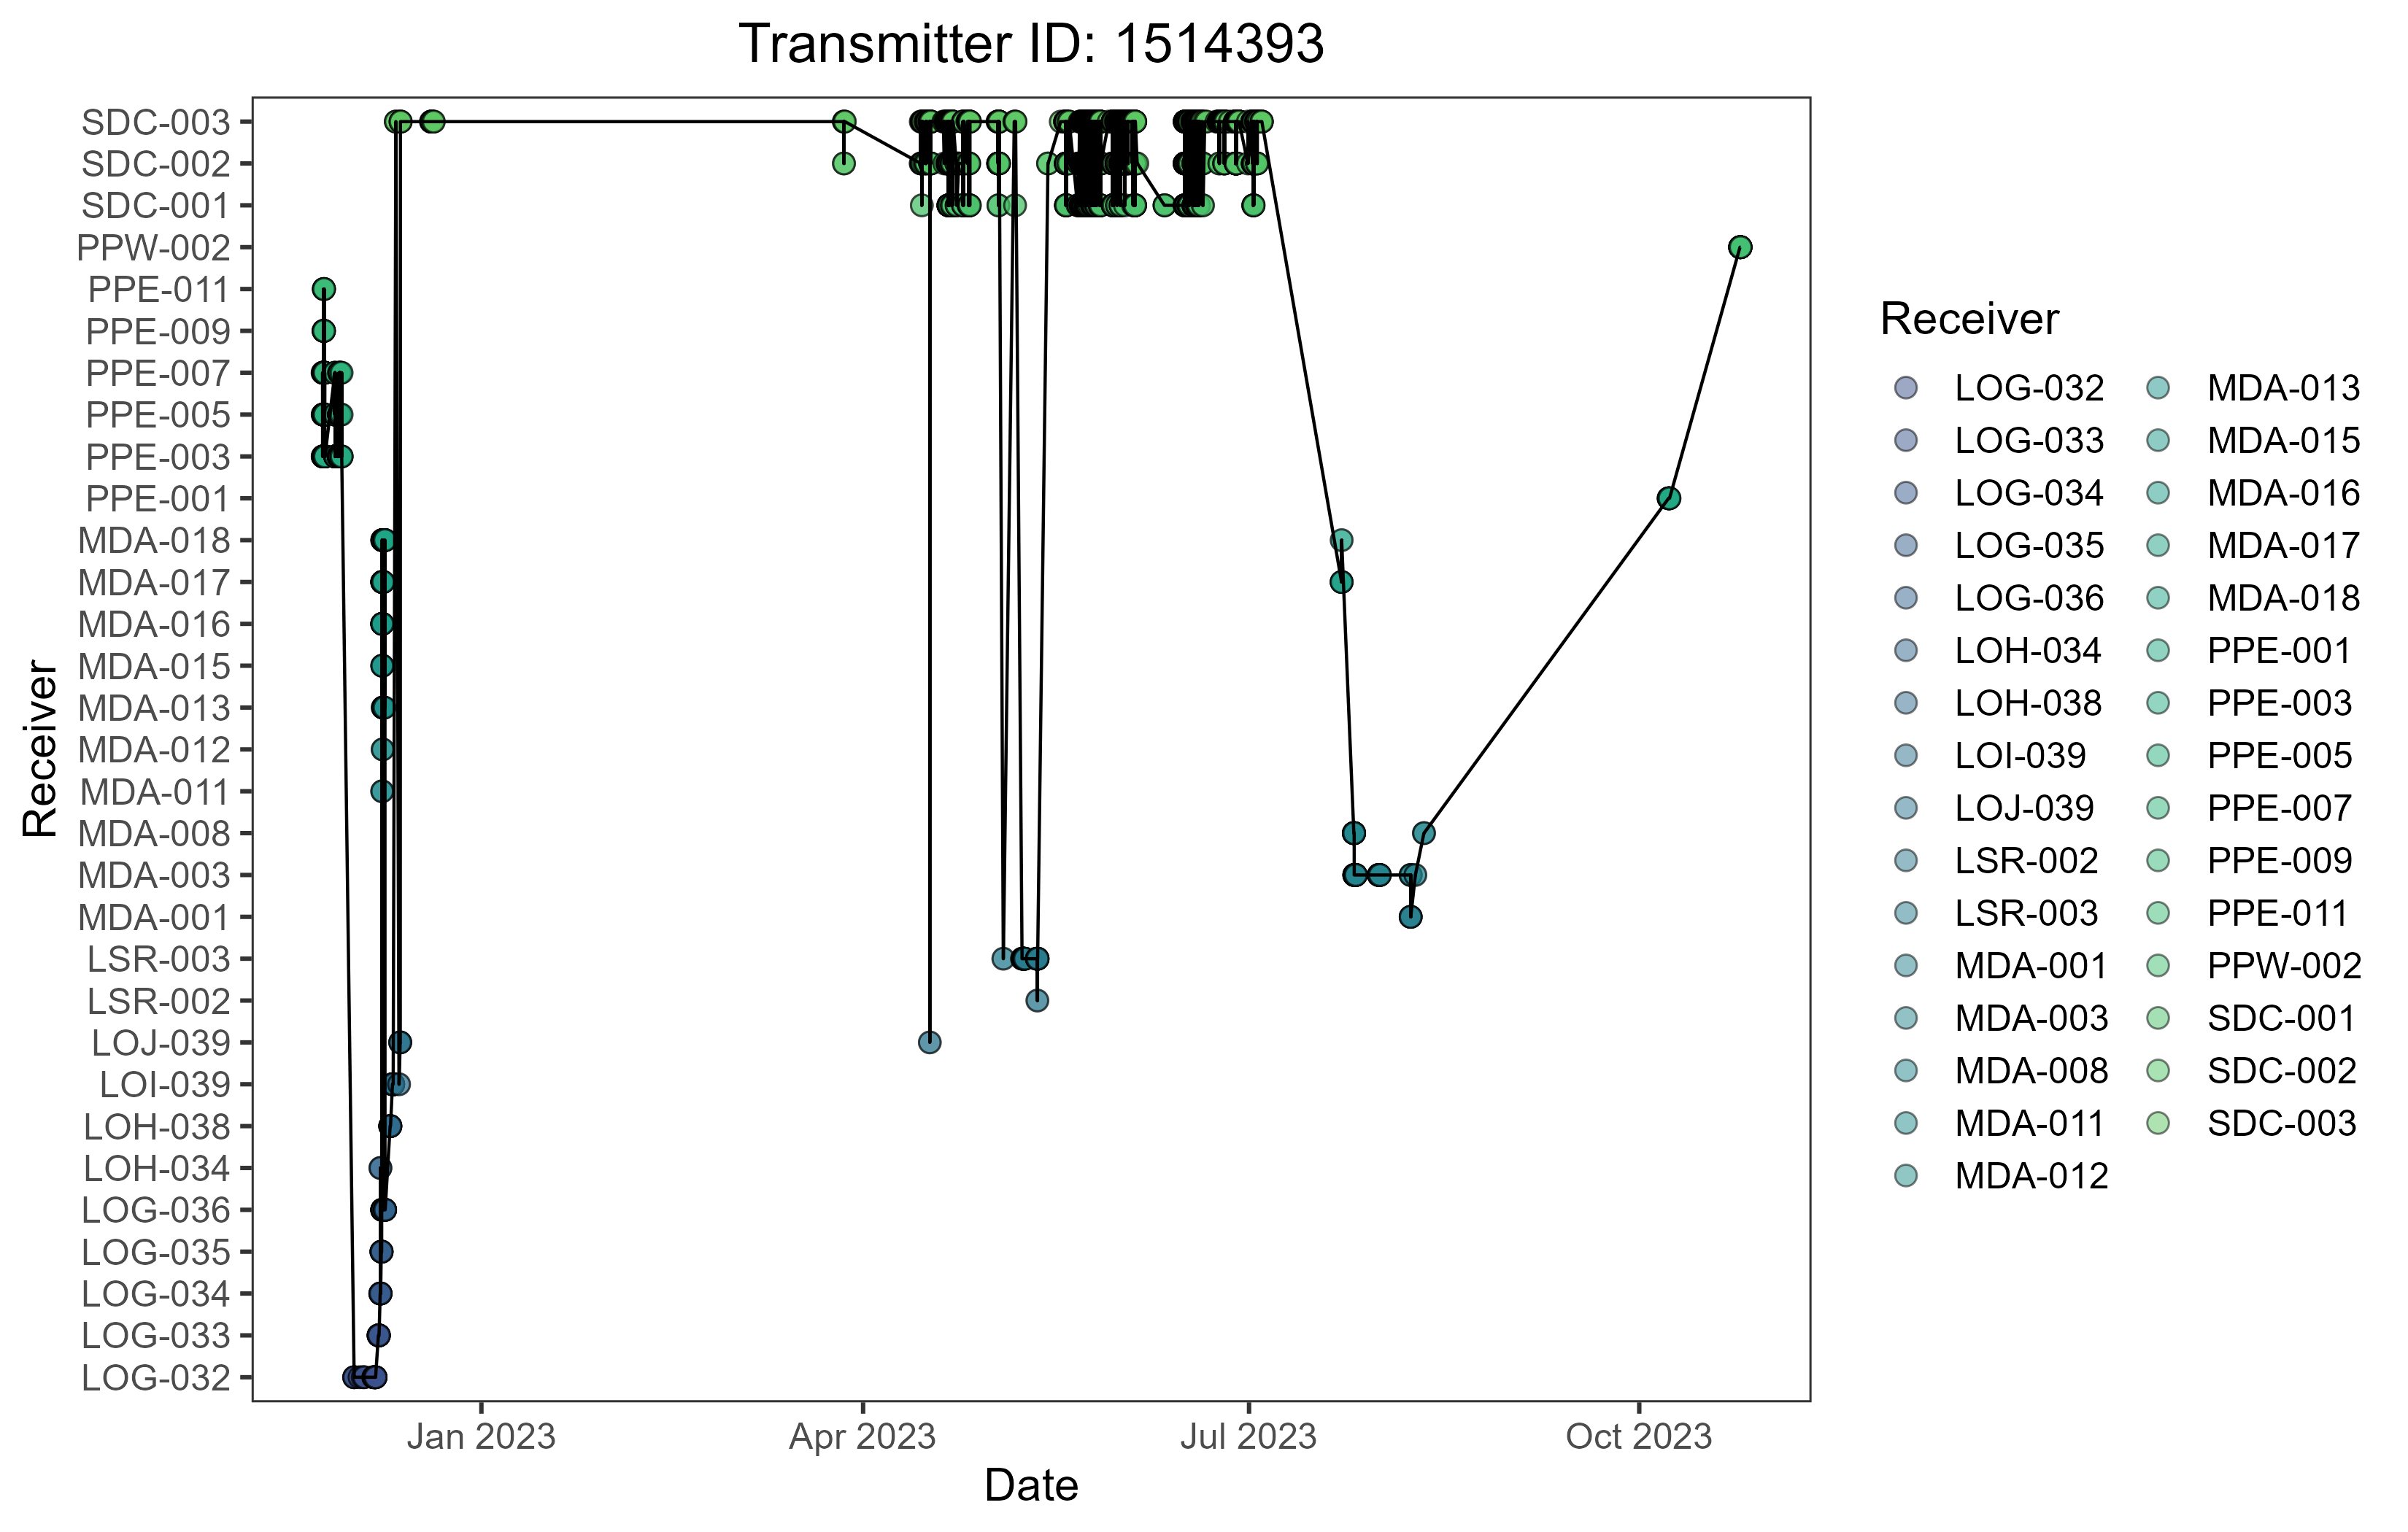 Transmitter ID: 1514393
Receiver
SDC-003
SDC-002
SDC-001
PPW-002
PPE-011
PPE-009
PPE-007
PPE-005
PPE-003
PPE-001
MDA-018
MDA-017
MDA-016
MDA-015
MDA-013
MDA-012
MDA-011
MDA-008
MDA-003
MDA-001
LSR-003
LSR-002
LOJ-039
LOI-039
LOH-038
LOH-034
LOG-036
LOG-035
LOG-034
LOG-033
LOG-032
Jan 2023
Apr 2023
Jul 2023
Oct 2023
Date
Receiver
LOG-032
LOG-033
LOG-034
LOG-035
LOG-036
LOH-034
LOH-038
LOI-039
LOJ-039
LSR-002
LSR-003
MDA-001
MDA-003
MDA-008
MDA-011
MDA-012
MDA-013
MDA-015
MDA-016
MDA-017
MDA-018
PPE-001
PPE-003
PPE-005
PPE-007
PPE-009
PPE-011
PPW-002
SDC-001
SDC-002
SDC-003